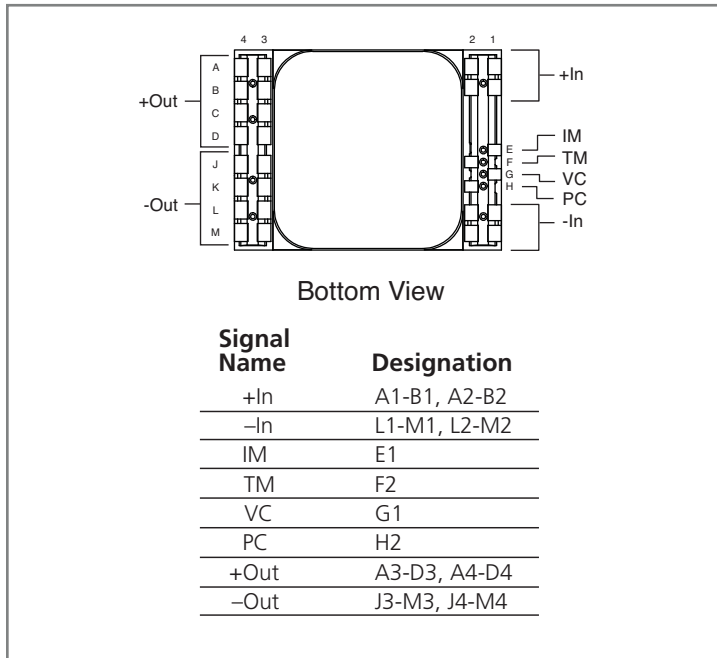 4 3 2 1
A
B
C
D
J
K
L
M
+Out
-Out
+In
E
F
G
H
IM
TM
VC
PC
-In
Bottom View
Signal Name Designation
+In A1-B1, A2-B2
–In L1-M1, L2-M2
IM E1
TM F2
VC G1
PC H2
+Out A3-D3, A4-D4
–Out J3-M3, J4-M4